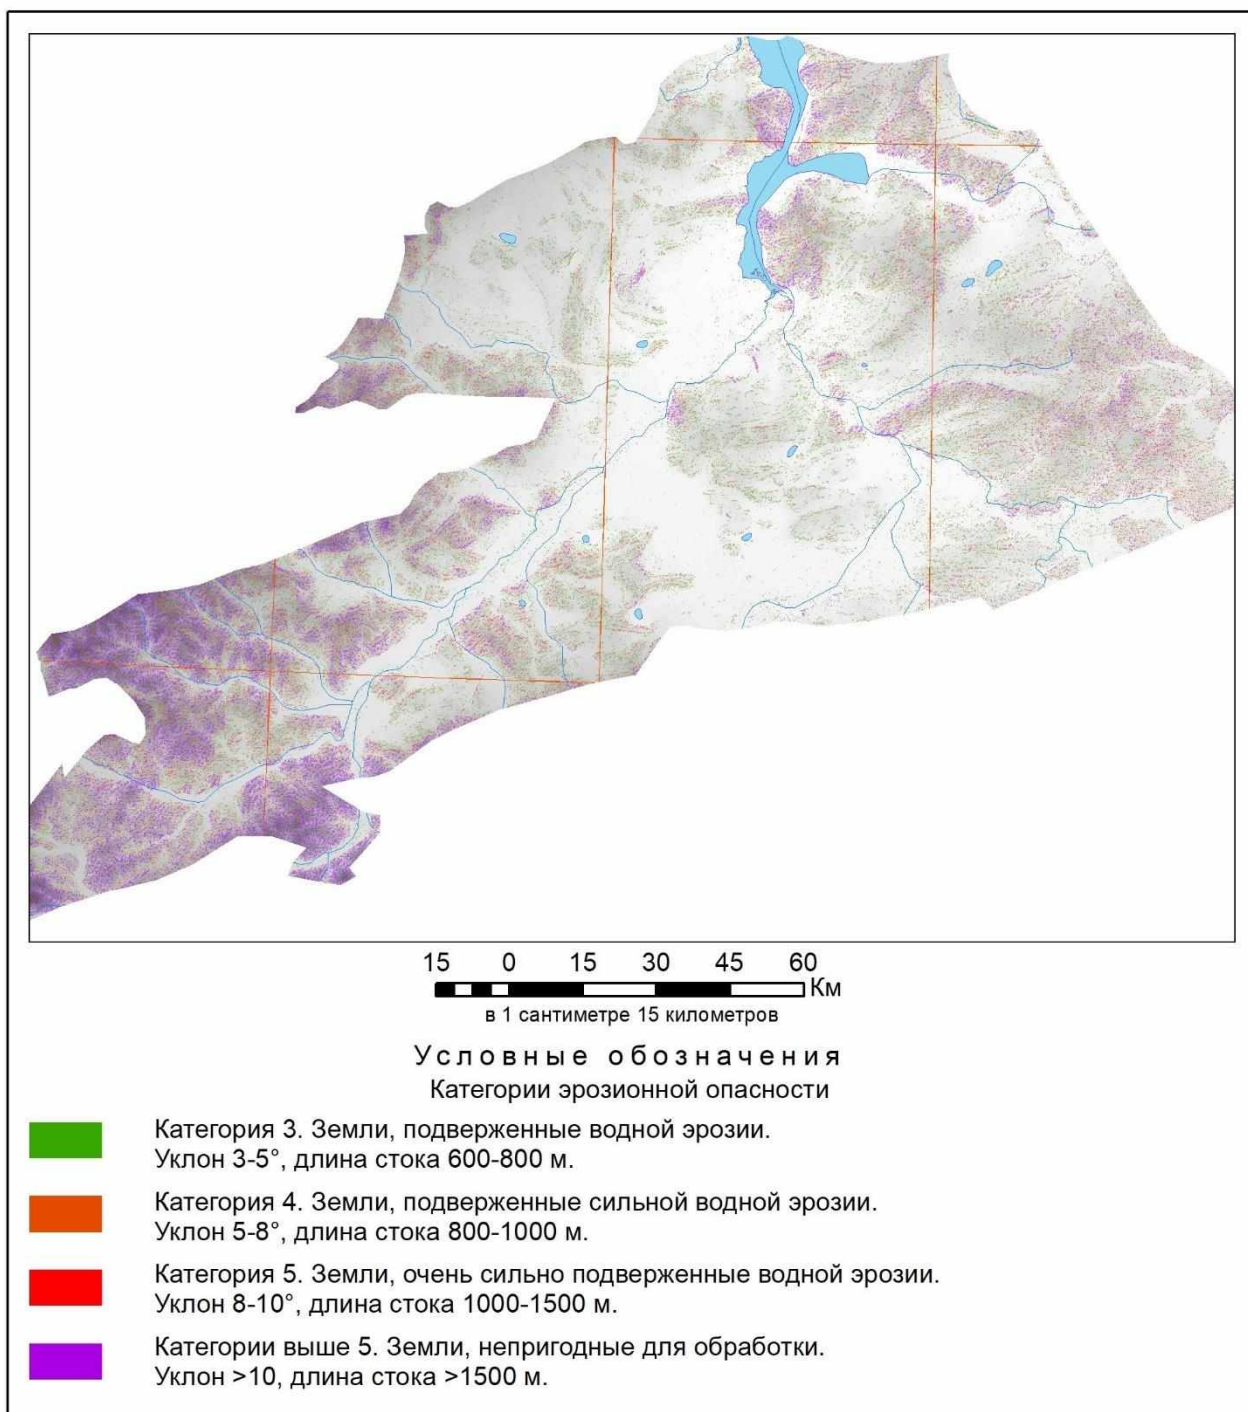 15 0 15 30 45 60
Км
в 1 сантиметре 15 километров
Условные обозначения
Категории эрозионной опасности
Категория 3. Земли, подверженные водной эрозии.
Уклон 3-5°, длина стока 600-800 м.
Категория 4. Земли, подверженные сильной водной эрозии.
Уклон 5-8°, длина стока 800-1000 м.
Категория 5. Земли, очень сильно подверженные водной эрозии.
Уклон 8-10°, длина стока 1000-1500 м.
Категории выше 5. Земли, непригодные для обработки.
Уклон >10, длина стока >1500 м.